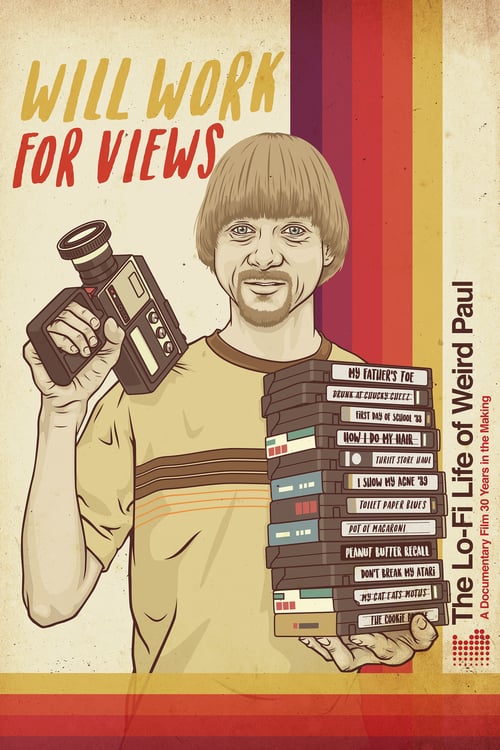 WILL WORK
FOR VIEWS
MY FATHER'S TOE
DRUNK AT CHUCKY CHEEZ
FIRST DAY OF SCHOOL '88
HOW I DO MY HAIR
THRIFT STORE HAUL
I SHOW MY ACNE '89
TOILET PAPER BLUES
POT OF MACARONI
PEANUT BUTTER RECALL
DON'T BREAK MY ATARI
MY CAT EATS MOTHS
THE COOKIE
The Lo-Fi Life of Weird Paul
A Documentary Film 30 Years in the Making